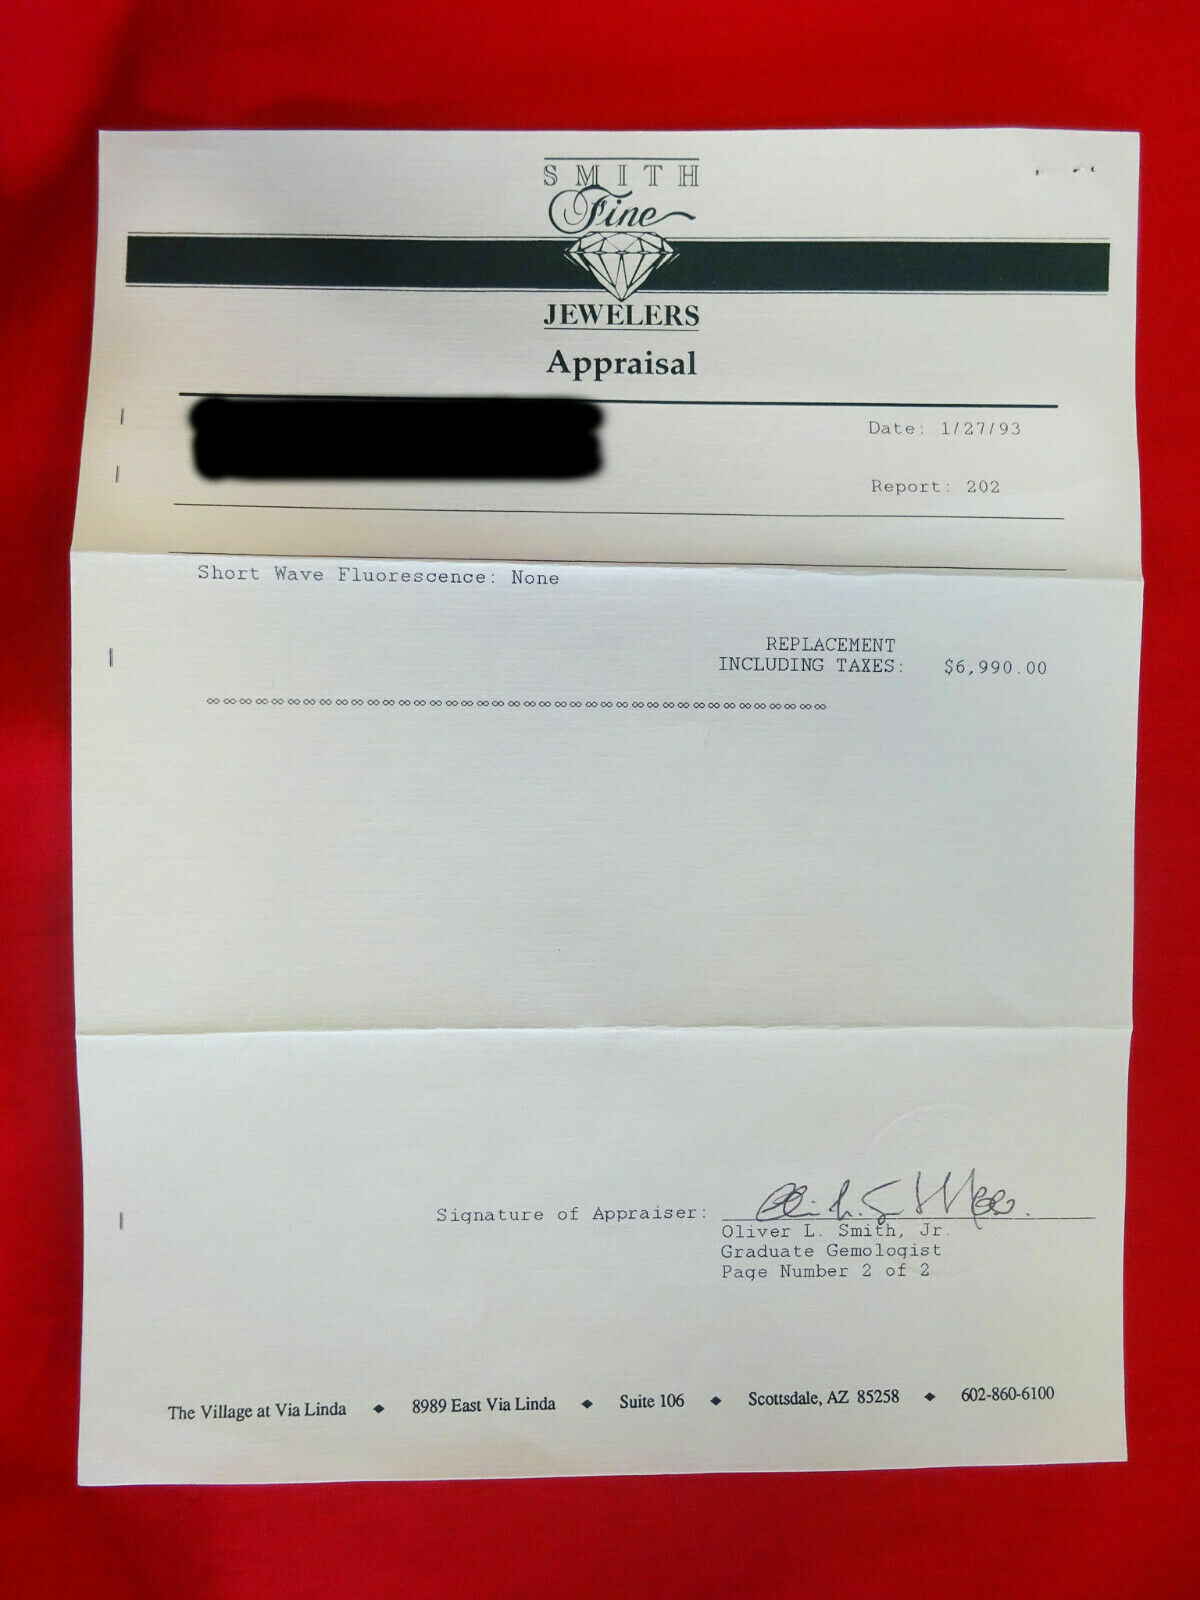 SMITH
Fine
JEWELERS
Appraisal
Date: 1/27/93
Report: 202
Short Wave Fluorescence: None
REPLACEMENT
INCLUDING TAXES: $6,990.00
Signature of Appraiser:
Oliver L. Smith, Jr.
Graduate Gemologist
Page Number 2 of 2
The Village at Via Linda ◆ 8989 East Via Linda ◆ Suite 106 ◆ Scottsdale, AZ 85258 ◆ 602-860-6100